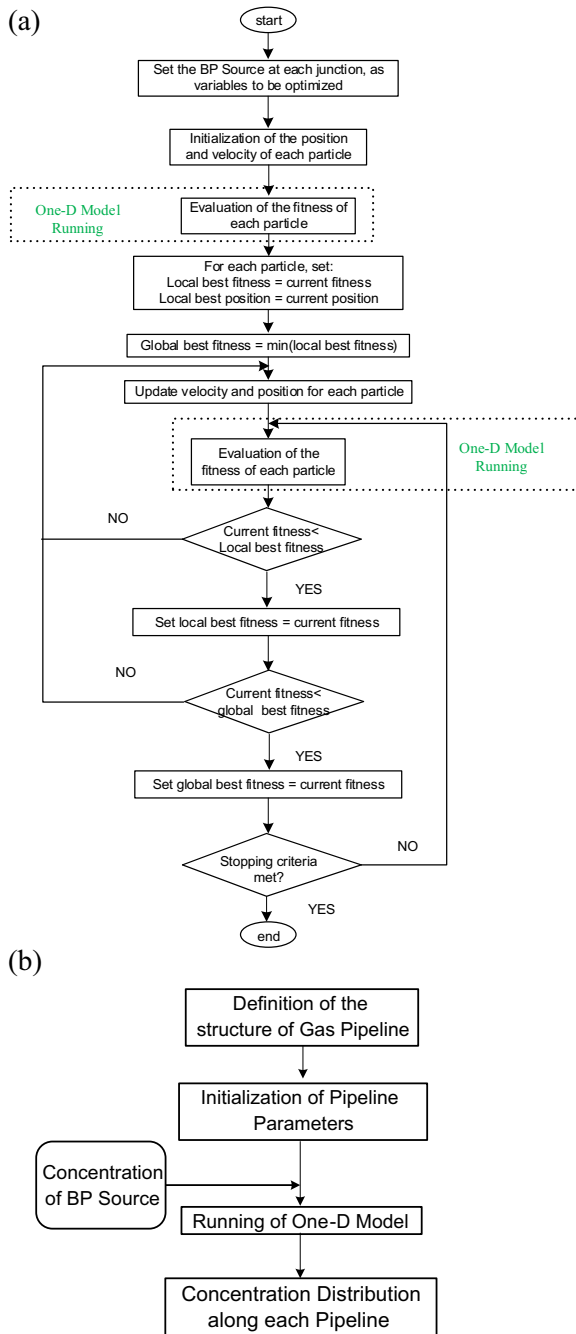 (a)
start
Set the BP Source at each junction, as
variables to be optimized
Initialization of the position
and velocity of each particle
One-D Model
Running
Evaluation of the fitness of
each particle
For each particle, set:
Local best fitness = current fitness
Local best position = current position
Global best fitness = min(local best fitness)
Update velocity and position for each particle
Evaluation of the
fitness of each particle
One-D Model
Running
NO
Current fitness<
Local best fitness
YES
Set local best fitness = current fitness
NO
Current fitness<
global best fitness
YES
Set global best fitness = current fitness
Stopping criteria
met?
NO
YES
end
(b)
Definition of the
structure of Gas Pipeline
Initialization of Pipeline
Parameters
Concentration
of BP Source
Running of One-D Model
Concentration Distribution
along each Pipeline